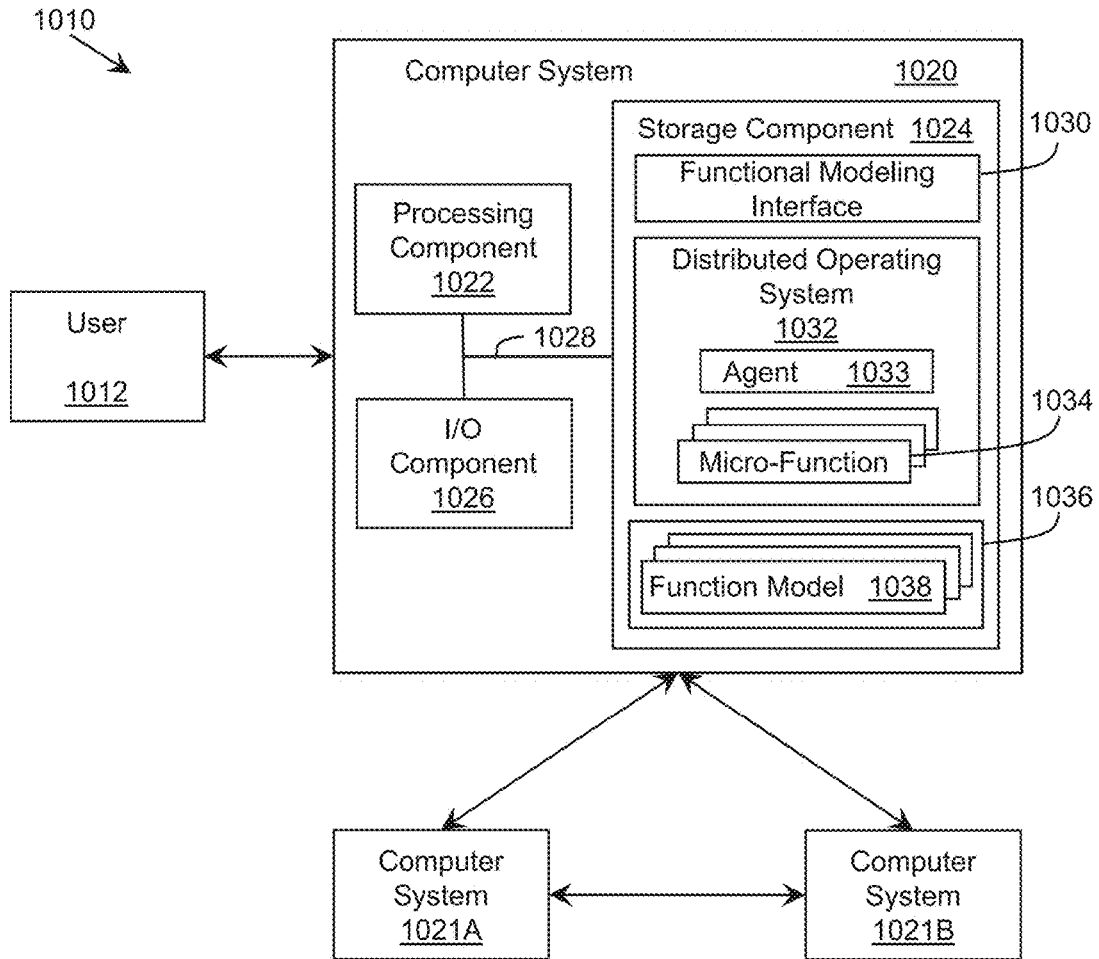 1010
Computer System 1020
Storage Component 1024
1030
Functional Modeling
Interface
Processing
Component
1022
Distributed Operating
System
1032
User
1012
1028
Agent 1033
1034
I/O
Component
1026
Micro-Function
1036
Function Model 1038
Computer
System
1021A
Computer
System
1021B